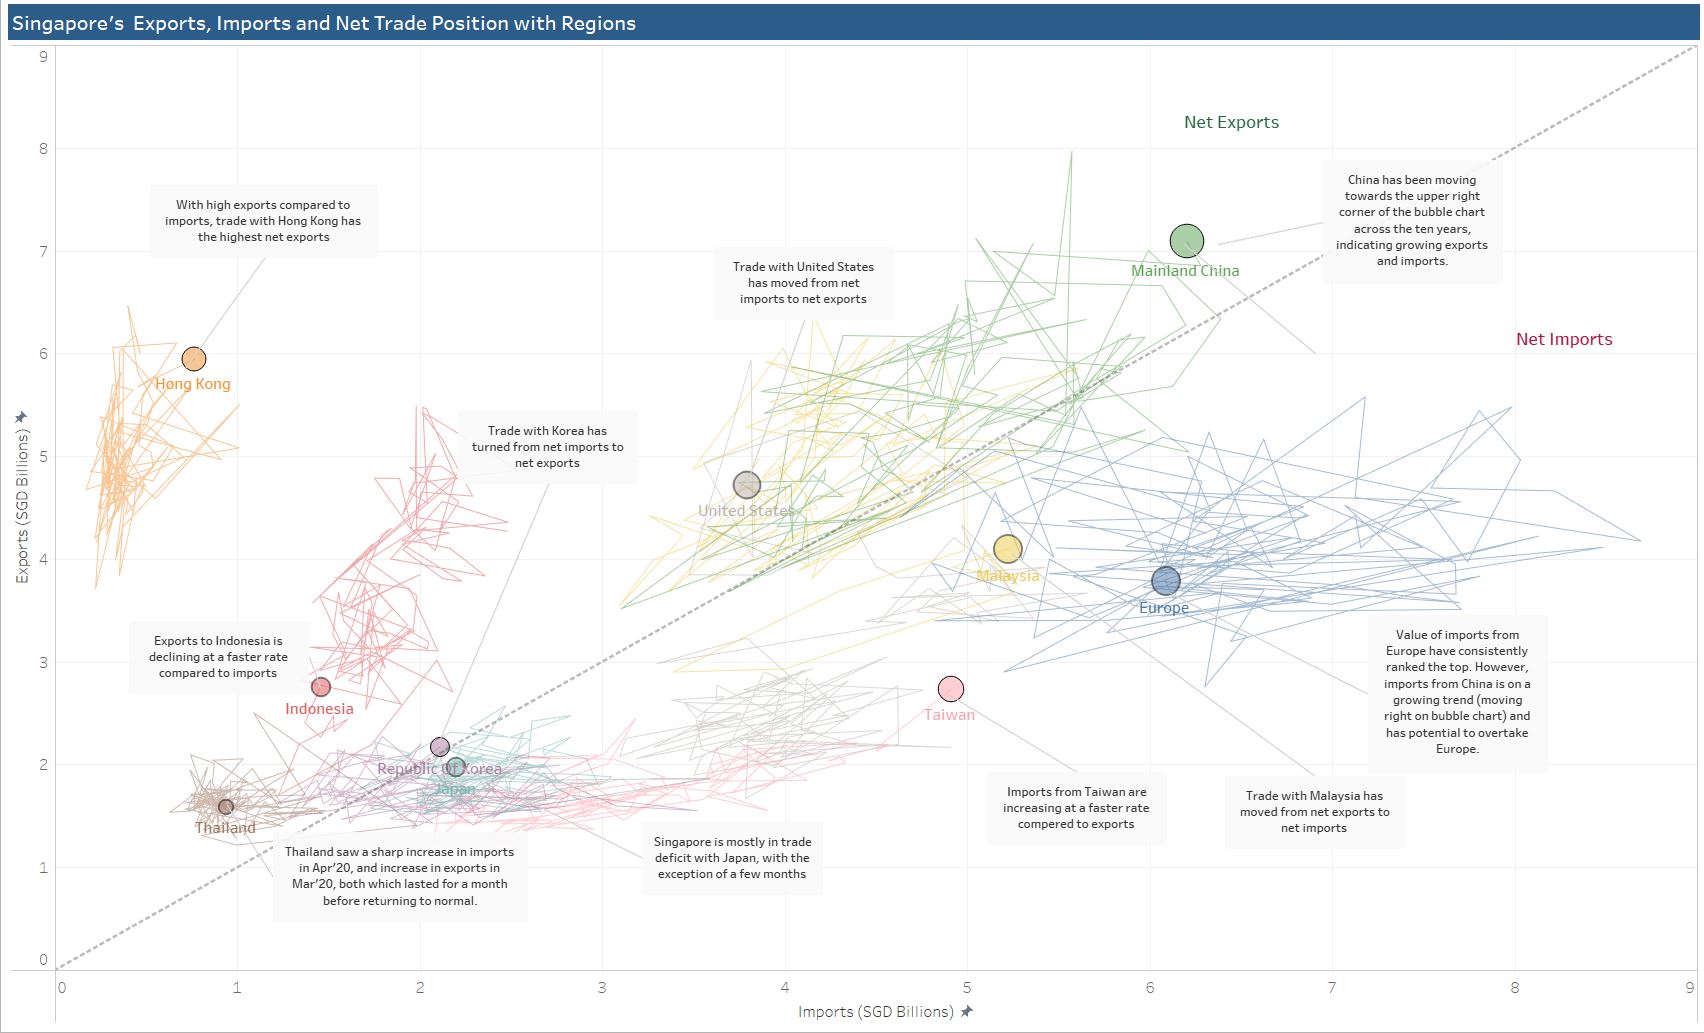 Singapore's  Exports, Imports and Net Trade Position with Regions
9
8
7
6
5
4
3
2
1
0
Exports (SGD Billions)
Net Exports
Net Imports
With high exports compared to
imports, trade with Hong Kong has
the highest net exports
Hong Kong
Trade with United States
has moved from net
imports to net exports
China has been moving
towards the upper right
corner of the bubble chart
across the ten years,
indicating growing exports
and imports.
Mainland China
Trade with Korea has
turned from net imports to
net exports
United States
Malaysia
Europe
Exports to Indonesia is
declining at a faster rate
compared to imports
Indonesia
Taiwan
Value of imports from
Europe have consistently
ranked the top. However,
imports from China is on a
growing trend (moving
right on bubble chart) and
has potential to overtake
Europe.
Republic Of Korea
Japan
Thailand
Thailand saw a sharp increase in imports
in Apr'20, and increase in exports in
Mar'20, both which lasted for a month
before returning to normal.
Singapore is mostly in trade
deficit with Japan, with the
exception of a few months
Imports from Taiwan are
increasing at a faster rate
compered to exports
Trade with Malaysia has
moved from net exports to
net imports
0 1 2 3 4 5 6 7 8 9
Imports (SGD Billions)